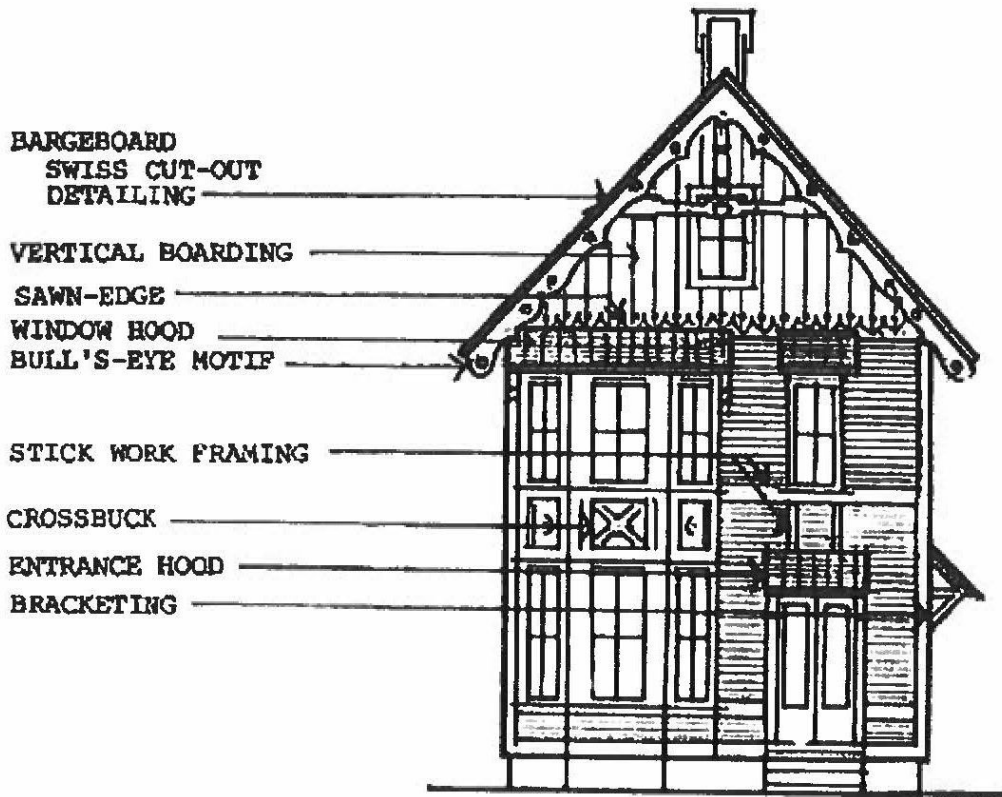 BARGEBOARD
SWISS CUT-OUT
DETAILING
VERTICAL BOARDING
SAWN-EDGE
WINDOW HOOD
BULL'S-EYE MOTIF
STICK WORK FRAMING
CROSSBUCK
ENTRANCE HOOD
BRACKETING